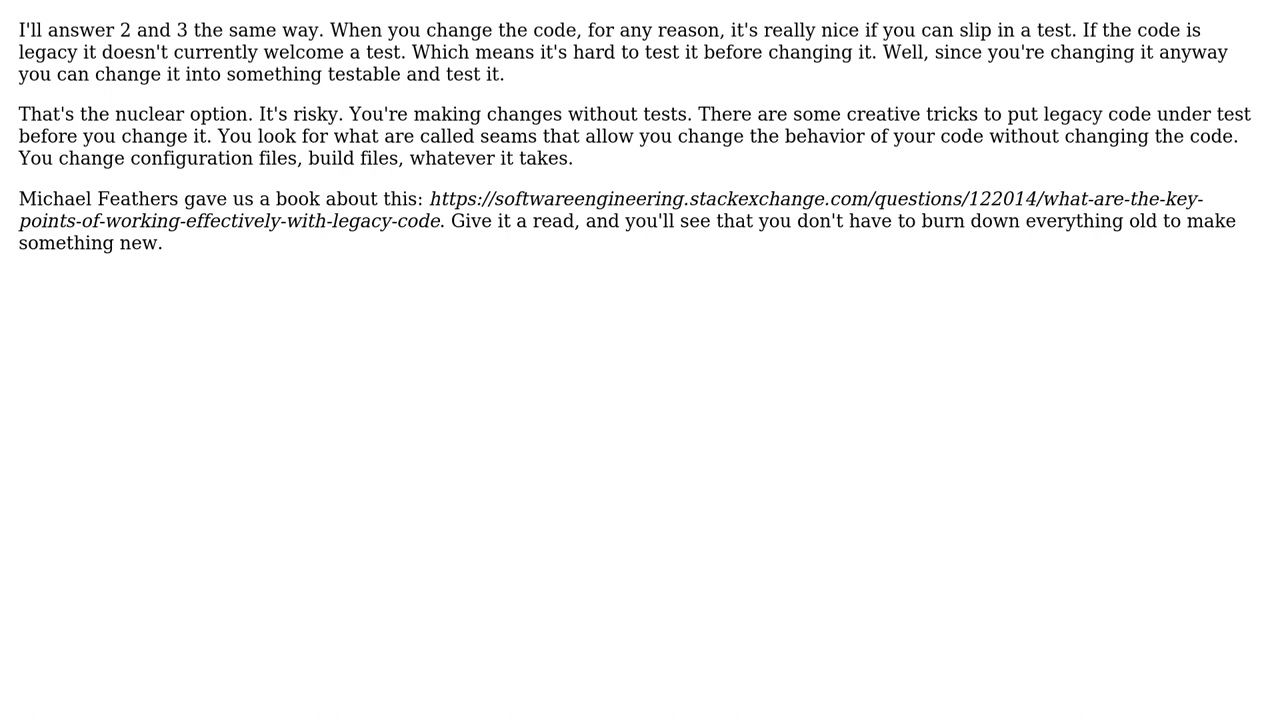 I'll answer 2 and 3 the same way. When you change the code, for any reason, it's really nice if you can slip in a test. If the code is
legacy it doesn't currently welcome a test. Which means it's hard to test it before changing it. Well, since you're changing it anyway
you can change it into something testable and test it.
That's the nuclear option. It's risky. You're making changes without tests. There are some creative tricks to put legacy code under test
before you change it. You look for what are called seams that allow you change the behavior of your code without changing the code.
You change configuration files, build files, whatever it takes.
Michael Feathers gave us a book about this: https://softwareengineering.stackexchange.com/questions/122014/what-are-the-key-
points-of-working-effectively-with-legacy-code. Give it a read, and you'll see that you don't have to burn down everything old to make
something new.